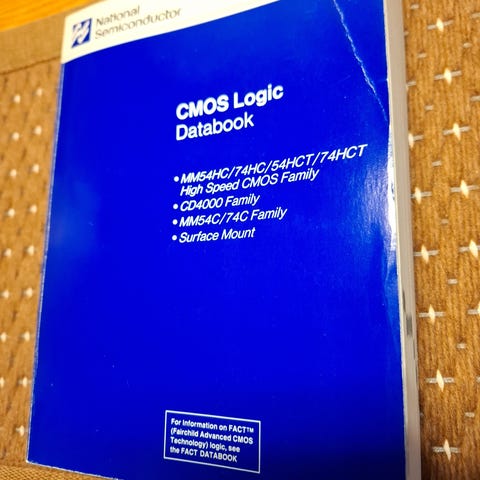 National
Semiconductor
CMOS Logic
Databook
• MM54HC/74HC/54HCT/74HCT
High Speed CMOS Family
• CD4000 Family
• MM54C/74C Family
• Surface Mount
For information on FACT™
(Fairchild Advanced CMOS
Technology) logic, see
the FACT DATABOOK